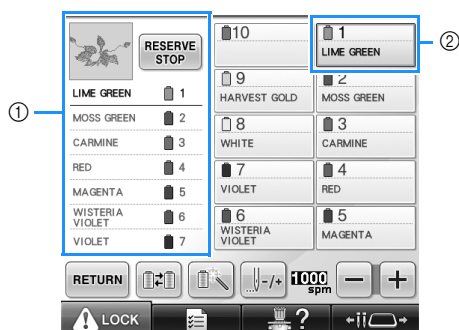 RESERVE
STOP
LIME GREEN 1
MOSS GREEN 2
CARMINE 3
RED 4
MAGENTA 5
WISTERIA
VIOLET 6
VIOLET 7
10
1
LIME GREEN
9
HARVEST GOLD
2
MOSS GREEN
8
WHITE
3
CARMINE
7
VIOLET
4
RED
6
WISTERIA
VIOLET
5
MAGENTA
①
②
RETURN
-/+
1000
spm
−
+
LOCK
?